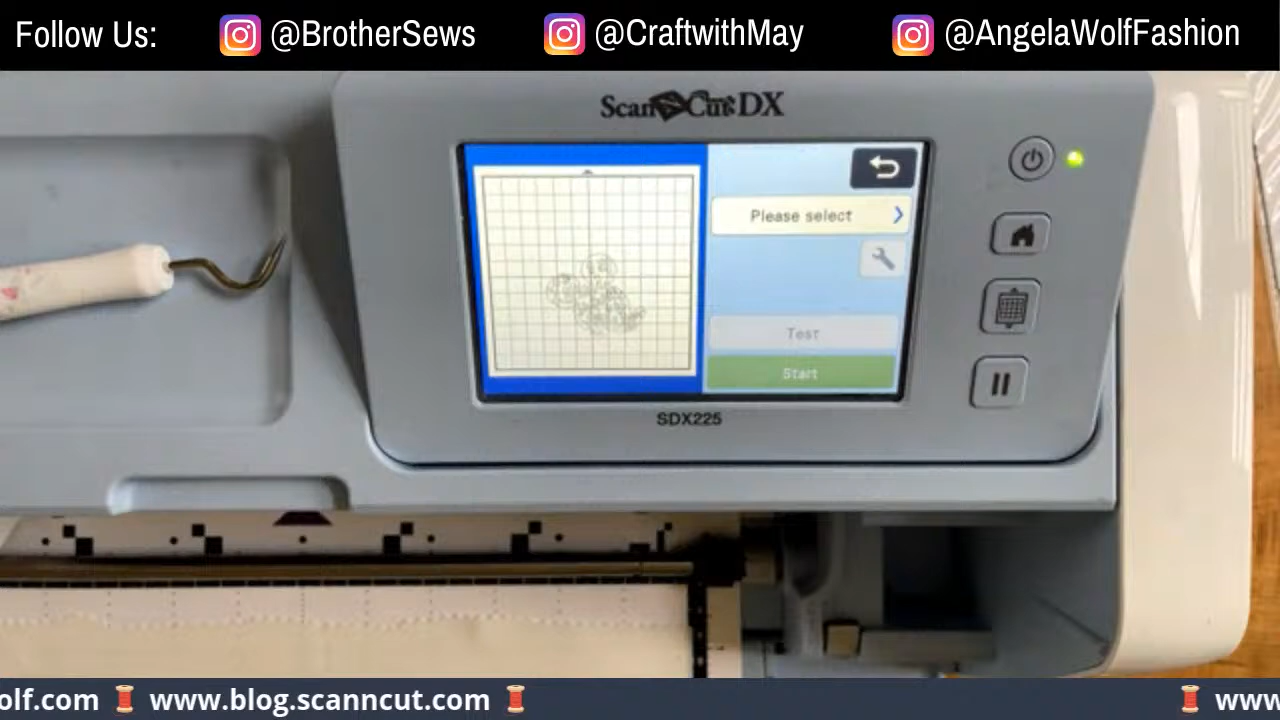 Follow Us: @BrotherSews @CraftwithMay @AngelaWolfFashion
ScanNCut DX
Please select
Test
Start
SDX225
olf.com www.blog.scanncut.com www